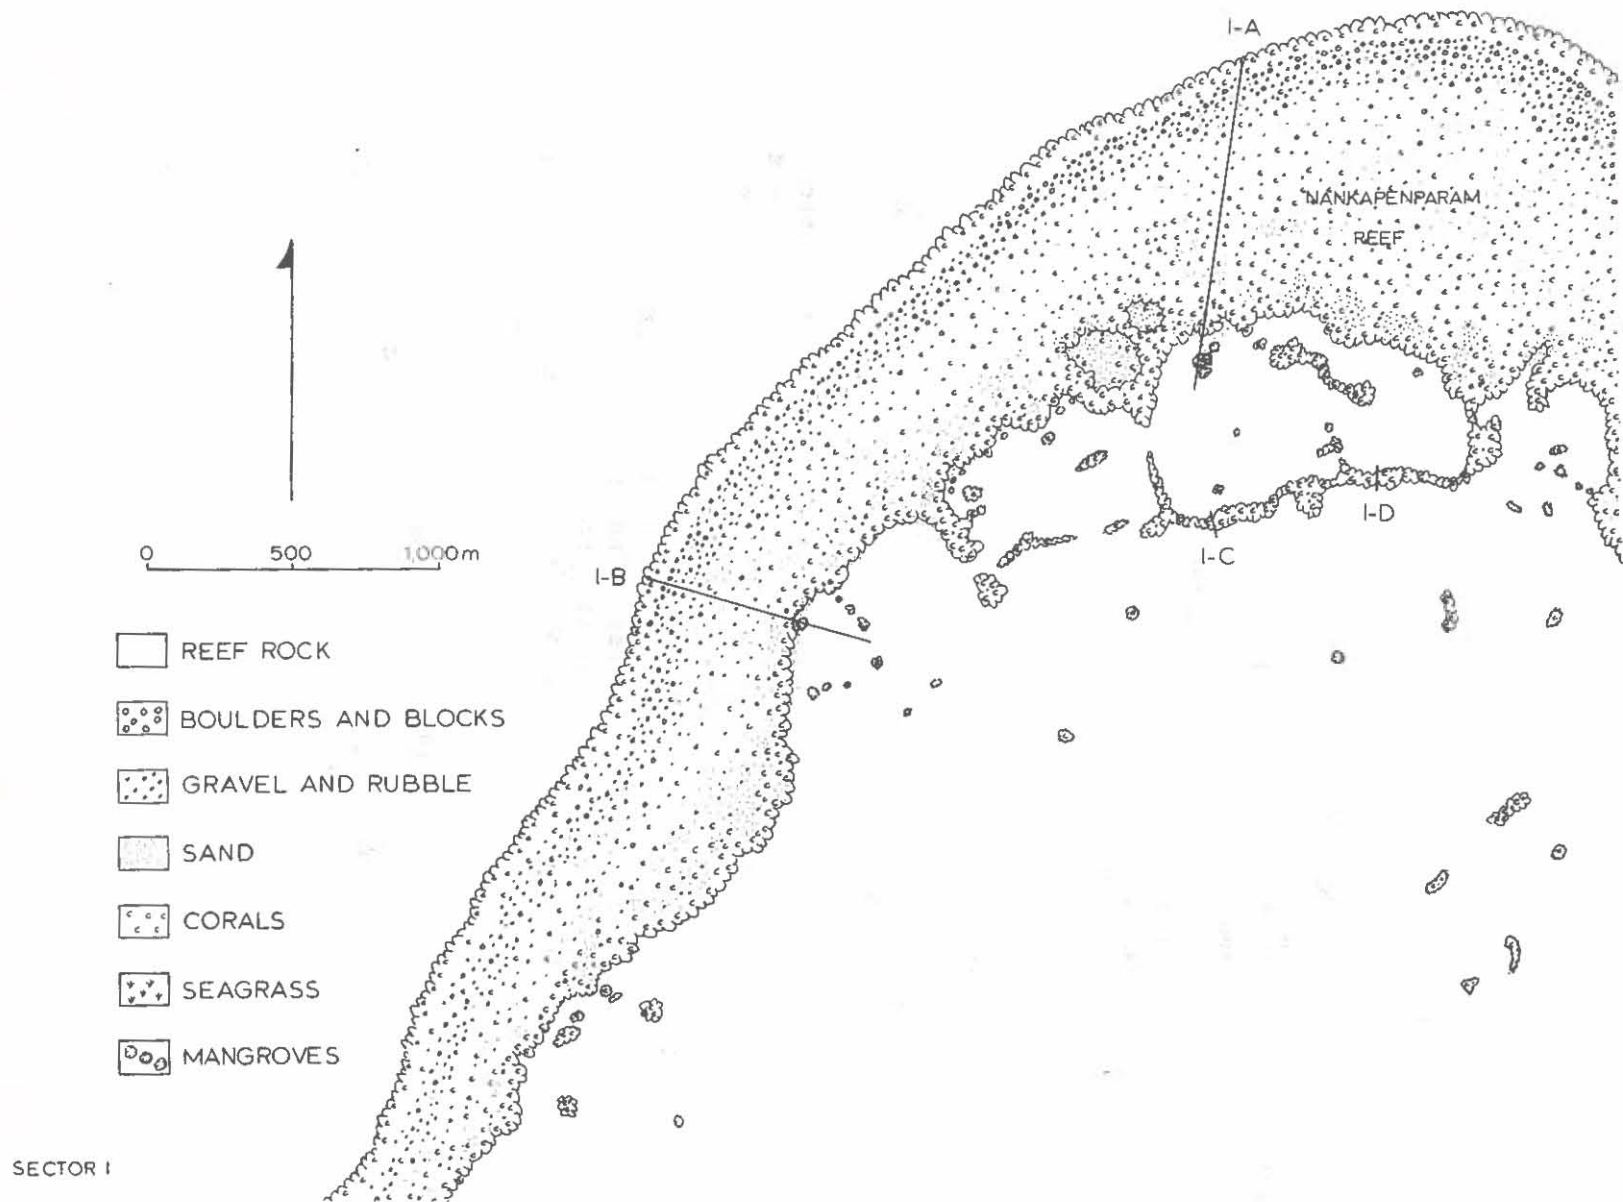 I-A
NANKAPENPARAM
REEF
I-D
I-C
0 500 1,000m
I-B
REEF ROCK
BOULDERS AND BLOCKS
GRAVEL AND RUBBLE
SAND
CORALS
SEAGRASS
MANGROVES
SECTOR I